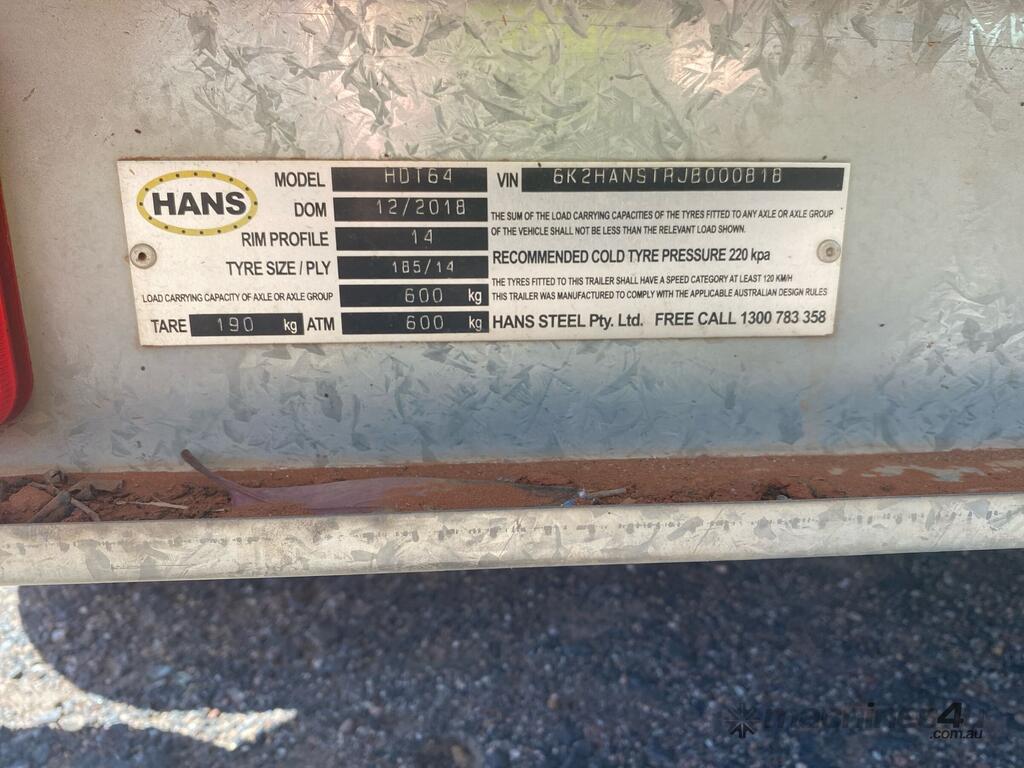 HANS
MODEL HDT64
DOM 12/2018
RIM PROFILE 14
TYRE SIZE / PLY 185/14
LOAD CARRYING CAPACITY OF AXLE OR AXLE GROUP 600 kg
TARE 190 kg ATM 600 kg
VIN 6K2HANSTRJB000818
THE SUM OF THE LOAD CARRYING CAPACITIES OF THE TYRES FITTED TO ANY AXLE OR AXLE GROUP
OF THE VEHICLE SHALL NOT BE LESS THAN THE RELEVANT LOAD SHOWN.
RECOMMENDED COLD TYRE PRESSURE 220 kpa
THE TYRES FITTED TO THIS TRAILER SHALL HAVE A SPEED CATEGORY AT LEAST 120 KM/H
THIS TRAILER WAS MANUFACTURED TO COMPLY WITH THE APPLICABLE AUSTRALIAN DESIGN RULES
HANS STEEL Pty. Ltd. FREE CALL 1300 783 358
machines4u
.com.au